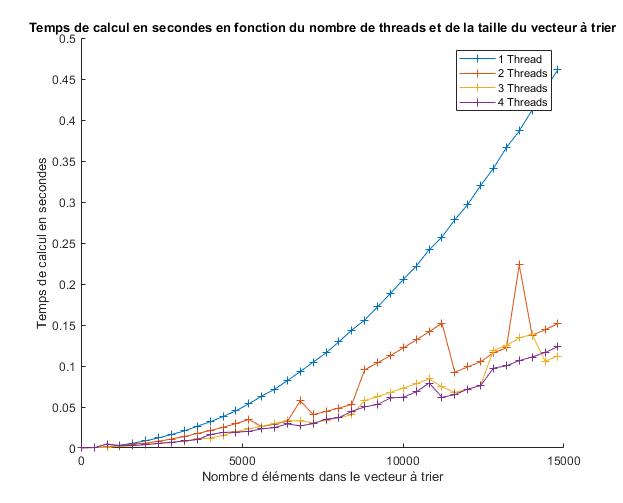 Temps de calcul en secondes en fonction du nombre de threads et de la taille du vecteur à trier
0.5
0.45
0.4
0.35
0.3
0.25
0.2
0.15
0.1
0.05
0
Temps de calcul en secondes
1 Thread
2 Threads
3 Threads
4 Threads
0 5000 10000 15000
Nombre d éléments dans le vecteur à trier